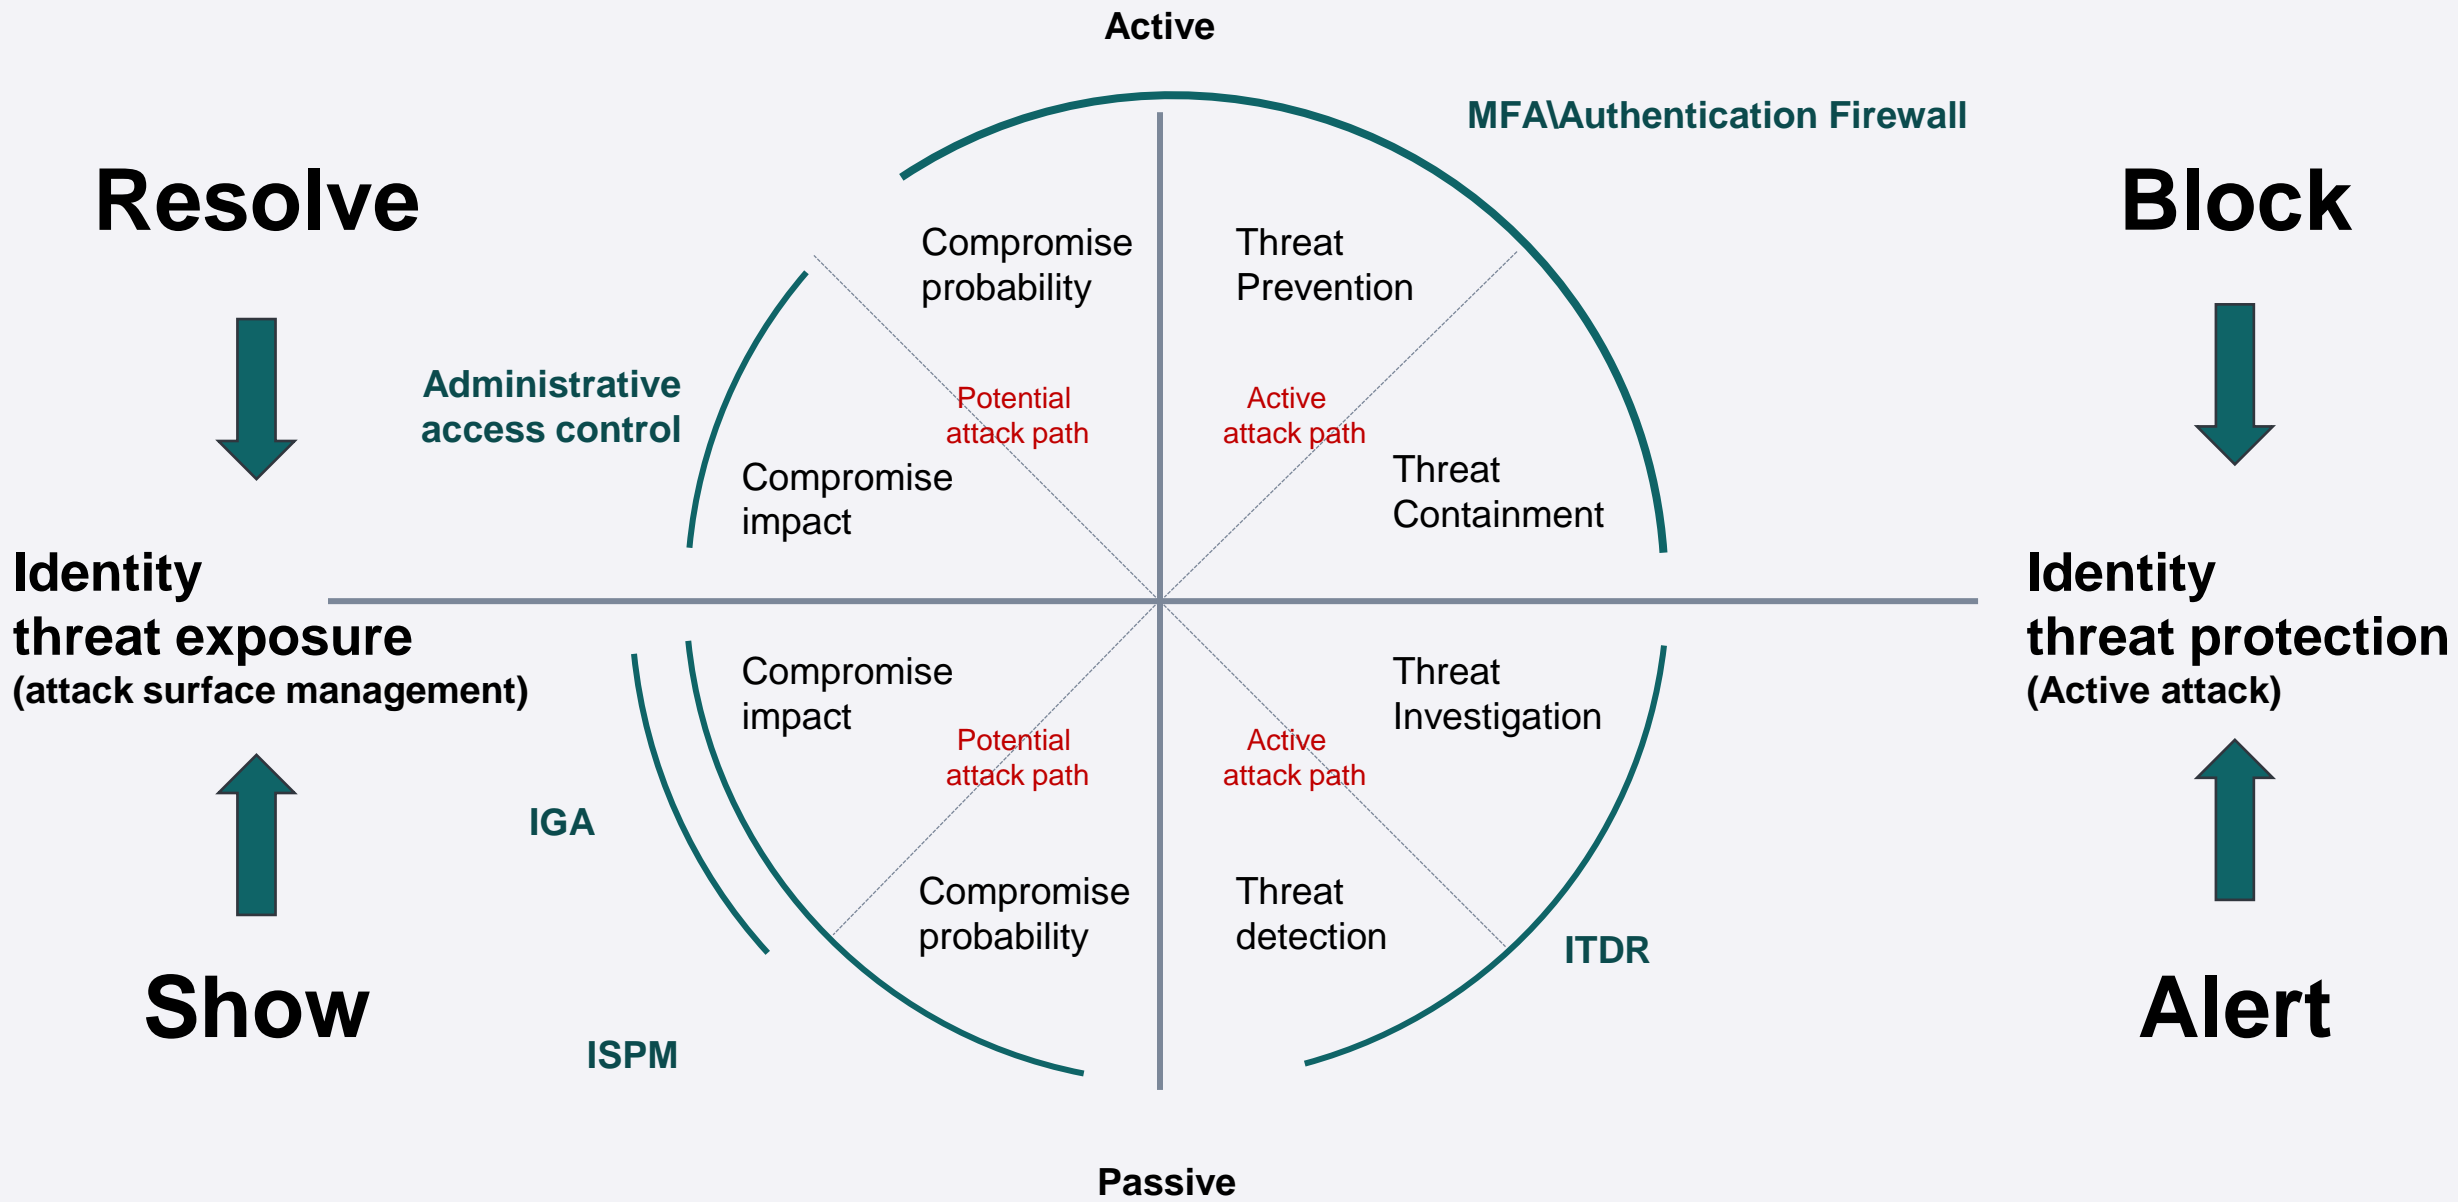 Active
MFA\Authentication Firewall
Resolve
Block
Compromise
probability
Threat
Prevention
Administrative
access control
Potential
attack path
Active
attack path
Compromise
impact
Threat
Containment
Identity
threat exposure
(attack surface management)
Identity
threat protection
(Active attack)
Compromise
impact
Threat
Investigation
Potential
attack path
Active
attack path
IGA
Compromise
probability
Threat
detection
ITDR
Show
Alert
ISPM
Passive